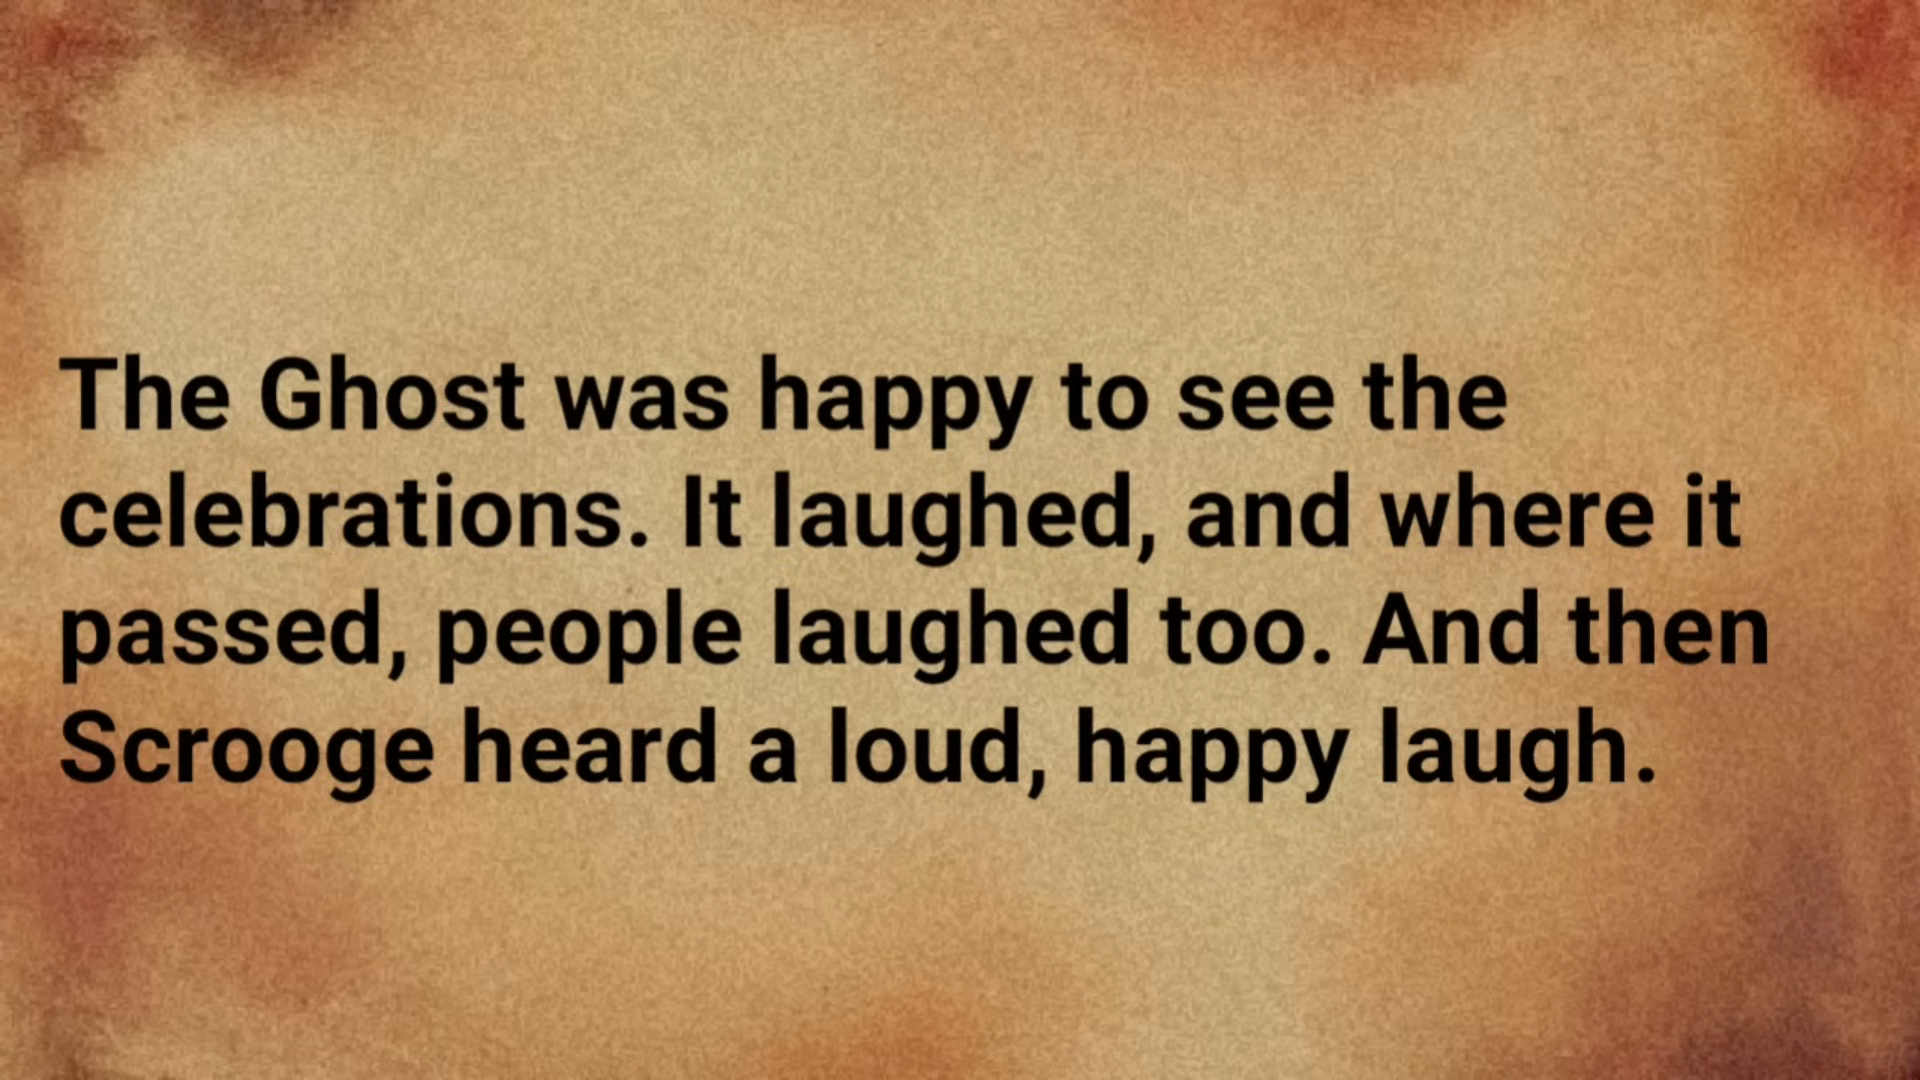 The Ghost was happy to see the
celebrations. It laughed, and where it
passed, people laughed too. And then
Scrooge heard a loud, happy laugh.